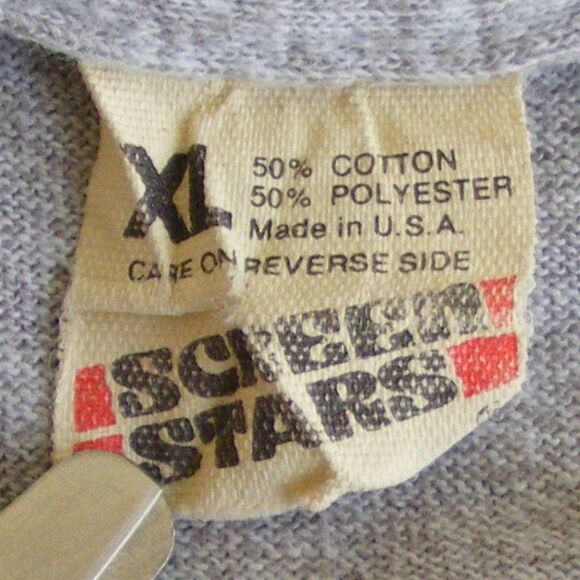 XL
50% COTTON
50% POLYESTER
Made in U.S.A.
CARE ON REVERSE SIDE
SCREEN
STARS